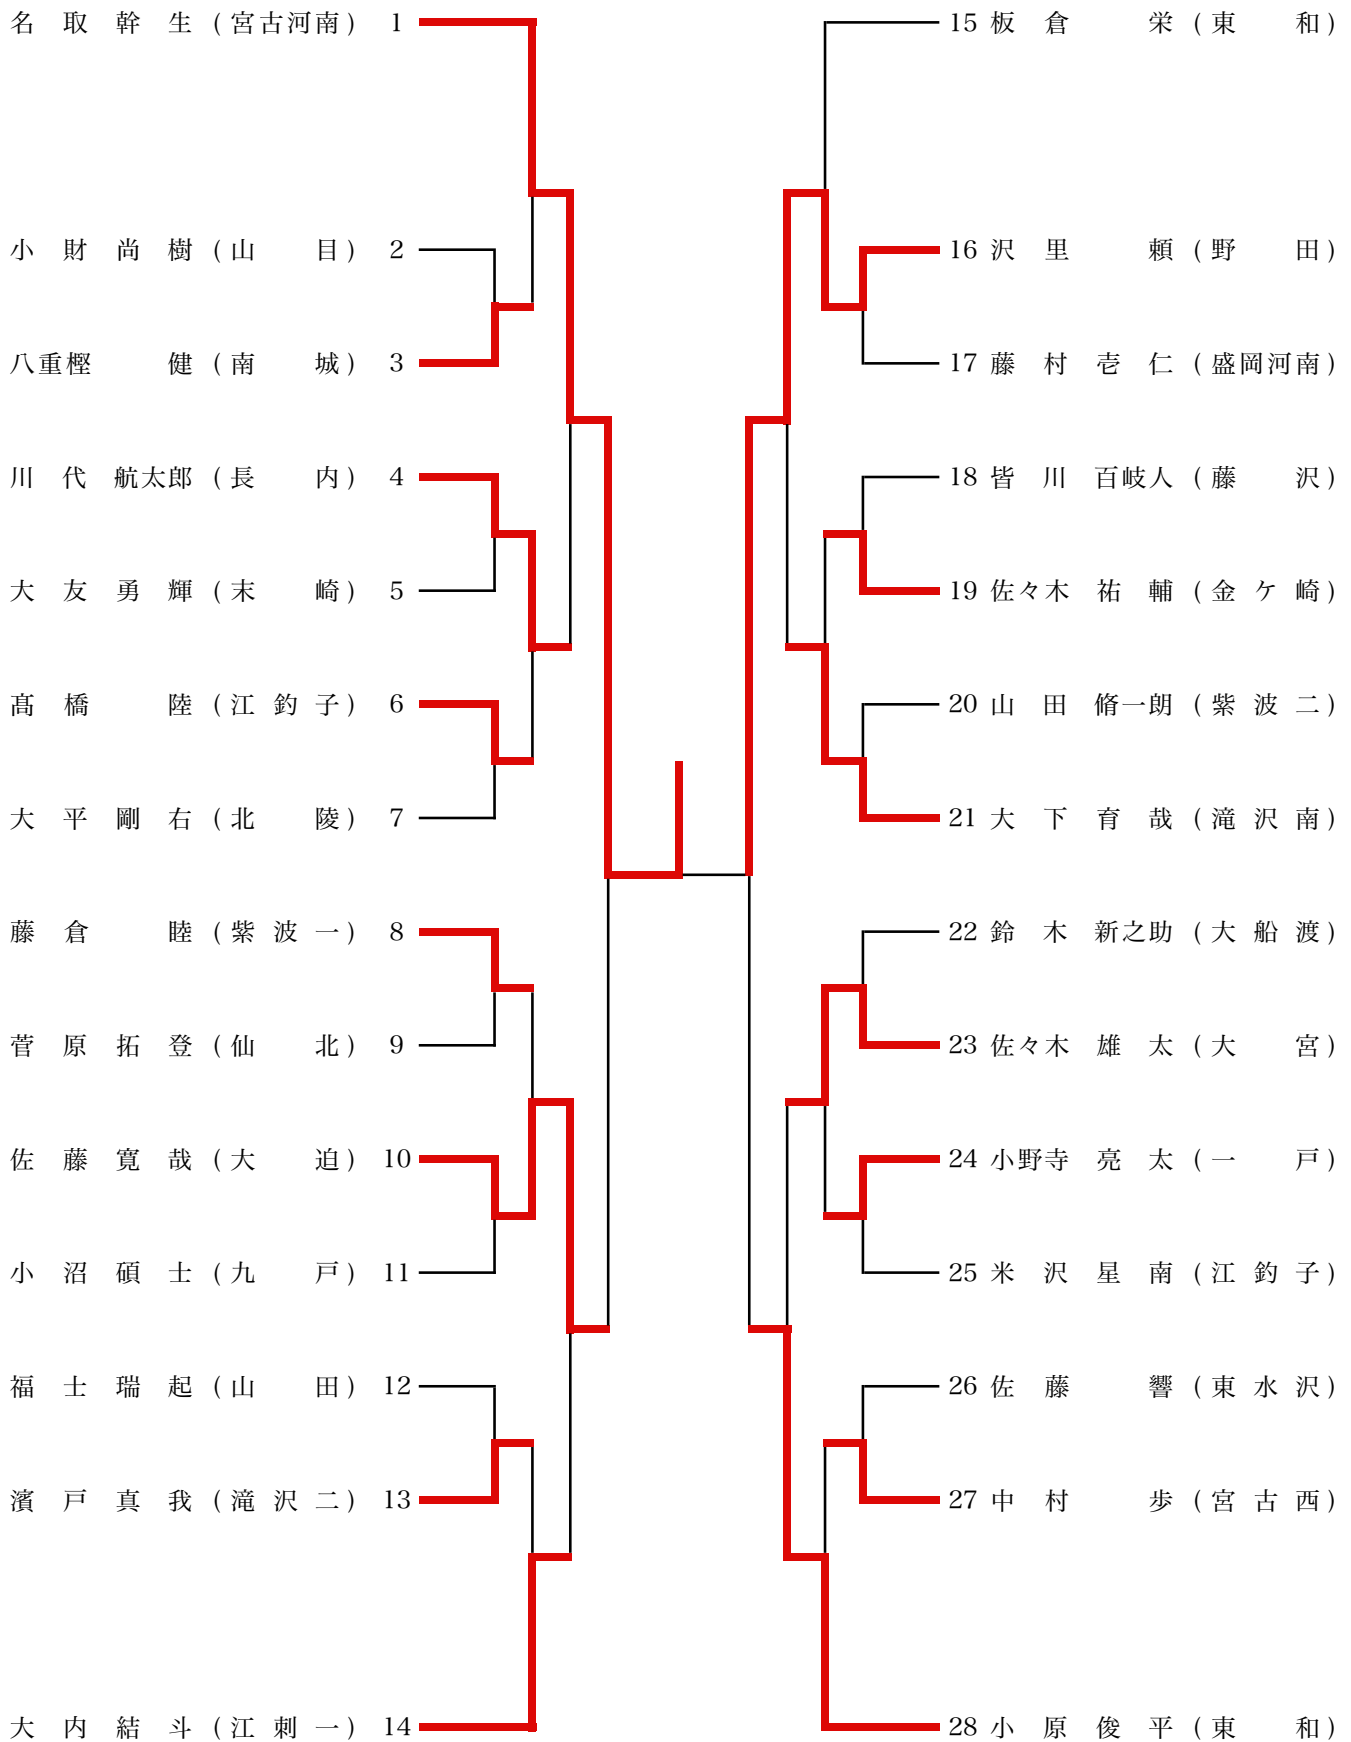 名取幹生 (宮古河南) 1
小財尚樹 (山目) 2
八重樫健 (南城) 3
川代航太郎 (長内) 4
大友勇輝 (末崎) 5
髙橋陸 (江釣子) 6
大平剛右 (北陵) 7
藤倉睦 (紫波一) 8
菅原拓登 (仙北) 9
佐藤寛哉 (大迫) 10
小沼碩士 (九戸) 11
福士瑞起 (山田) 12
濱戸真我 (滝沢二) 13
大内結斗 (江刺一) 14
15 板倉栄 (東和)
16 沢里頼 (野田)
17 藤村壱仁 (盛岡河南)
18 皆川百岐人 (藤沢)
19 佐々木祐輔 (金ケ崎)
20 山田脩一朗 (紫波二)
21 大下育哉 (滝沢南)
22 鈴木新之助 (大船渡)
23 佐々木雄太 (大宮)
24 小野寺亮太 (一戸)
25 米沢星南 (江釣子)
26 佐藤響 (東水沢)
27 中村歩 (宮古西)
28 小原俊平 (東和)